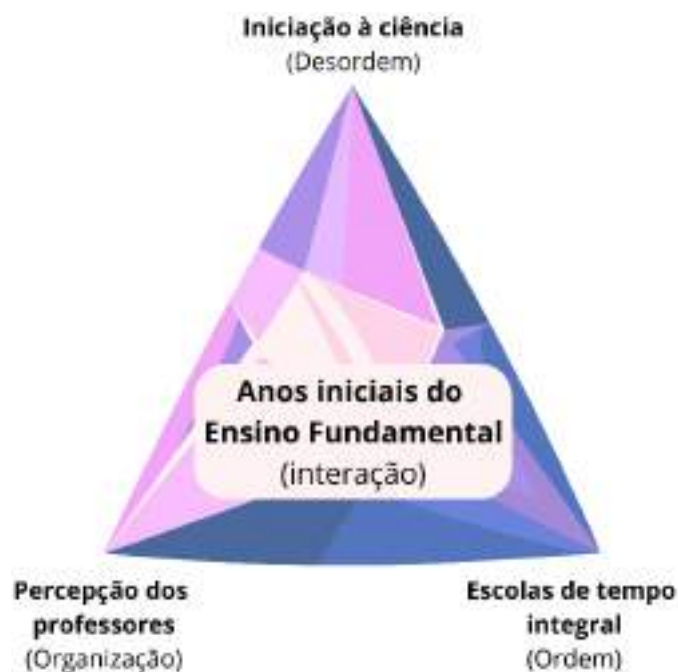 Iniciação à ciência
(Desordem)
Anos iniciais do
Ensino Fundamental
(interação)
Percepção dos
professores
(Organização)
Escolas de tempo
integral
(Ordem)